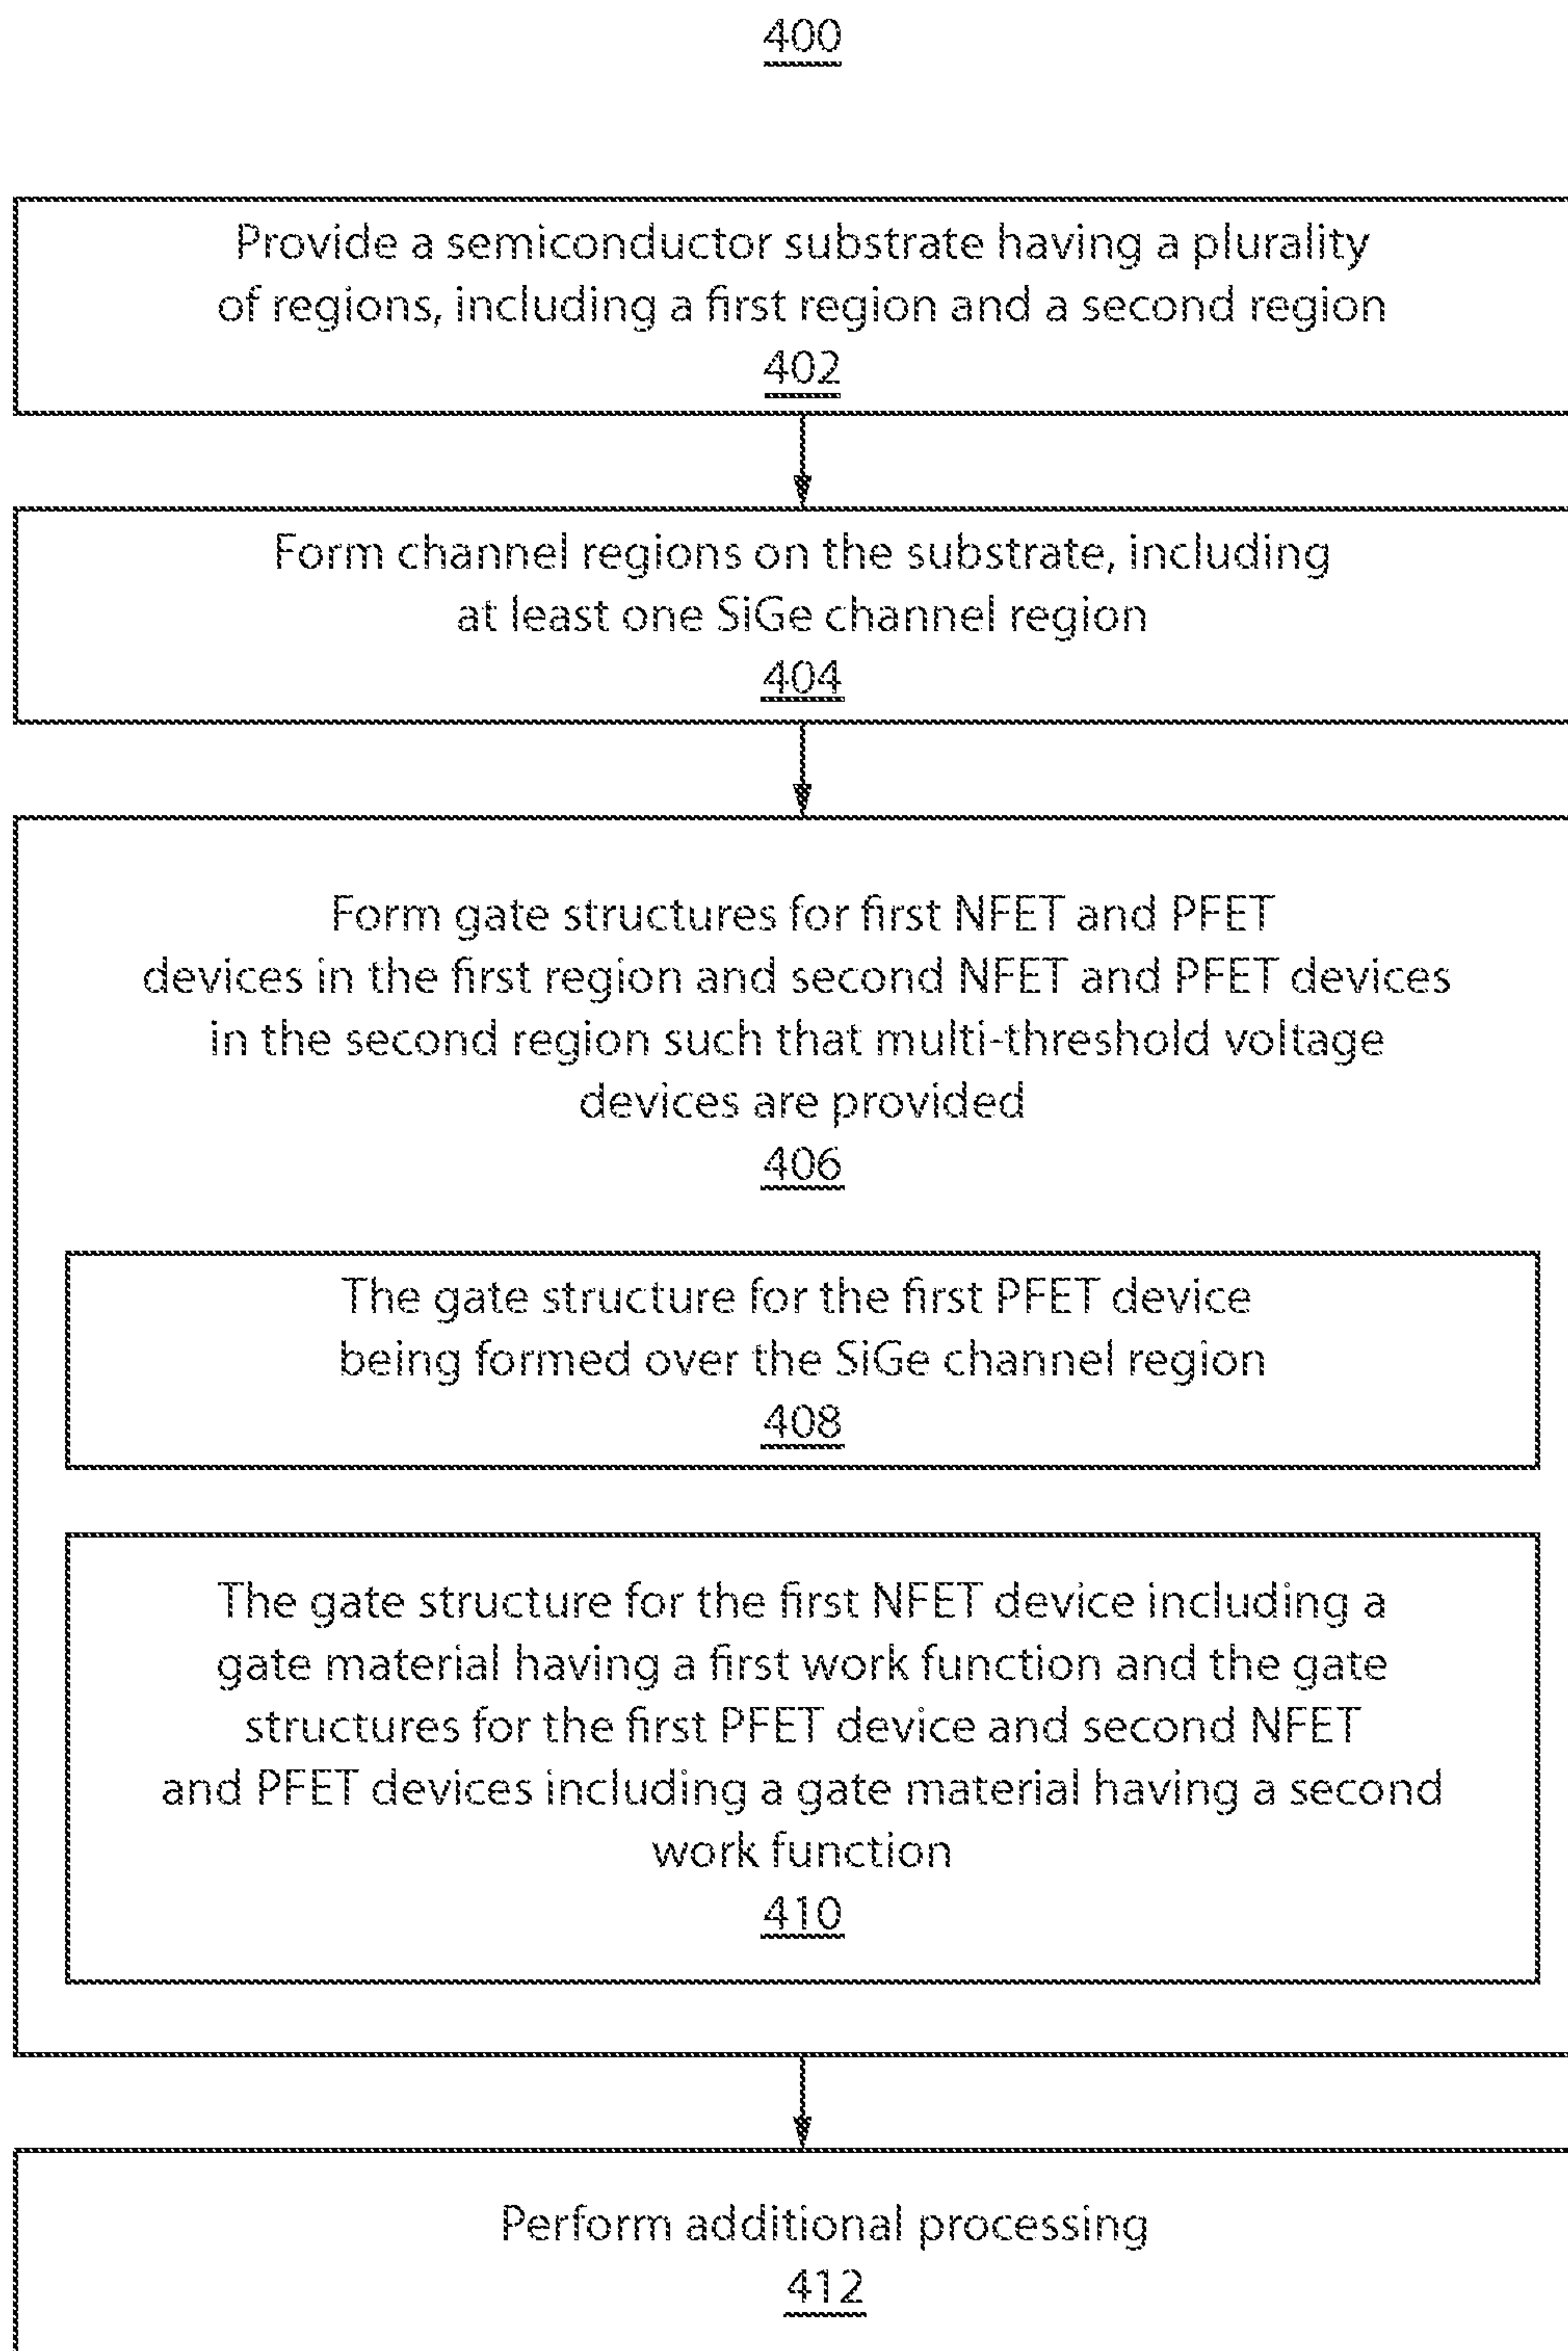 400
Provide a semiconductor substrate having a plurality
of regions, including a first region and a second region
402
Form channel regions on the substrate, including
at least one SiGe channel region
404
Form gate structures for first NFET and PFET
devices in the first region and second NFET and PFET devices
in the second region such that multi-threshold voltage
devices are provided
406
The gate structure for the first PFET device
being formed over the SiGe channel region
408
The gate structure for the first NFET device including a
gate material having a first work function and the gate
structures for the first PFET device and second NFET
and PFET devices including a gate material having a second
work function
410
Perform additional processing
412